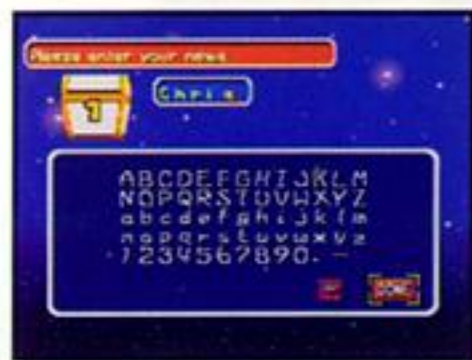 Please enter your name
1
Chris
ABCDEFGHIJKLM
NOPQRSTUVWXYZ
abcdefghijklm
nopqrstuvwxyz
1234567890.-